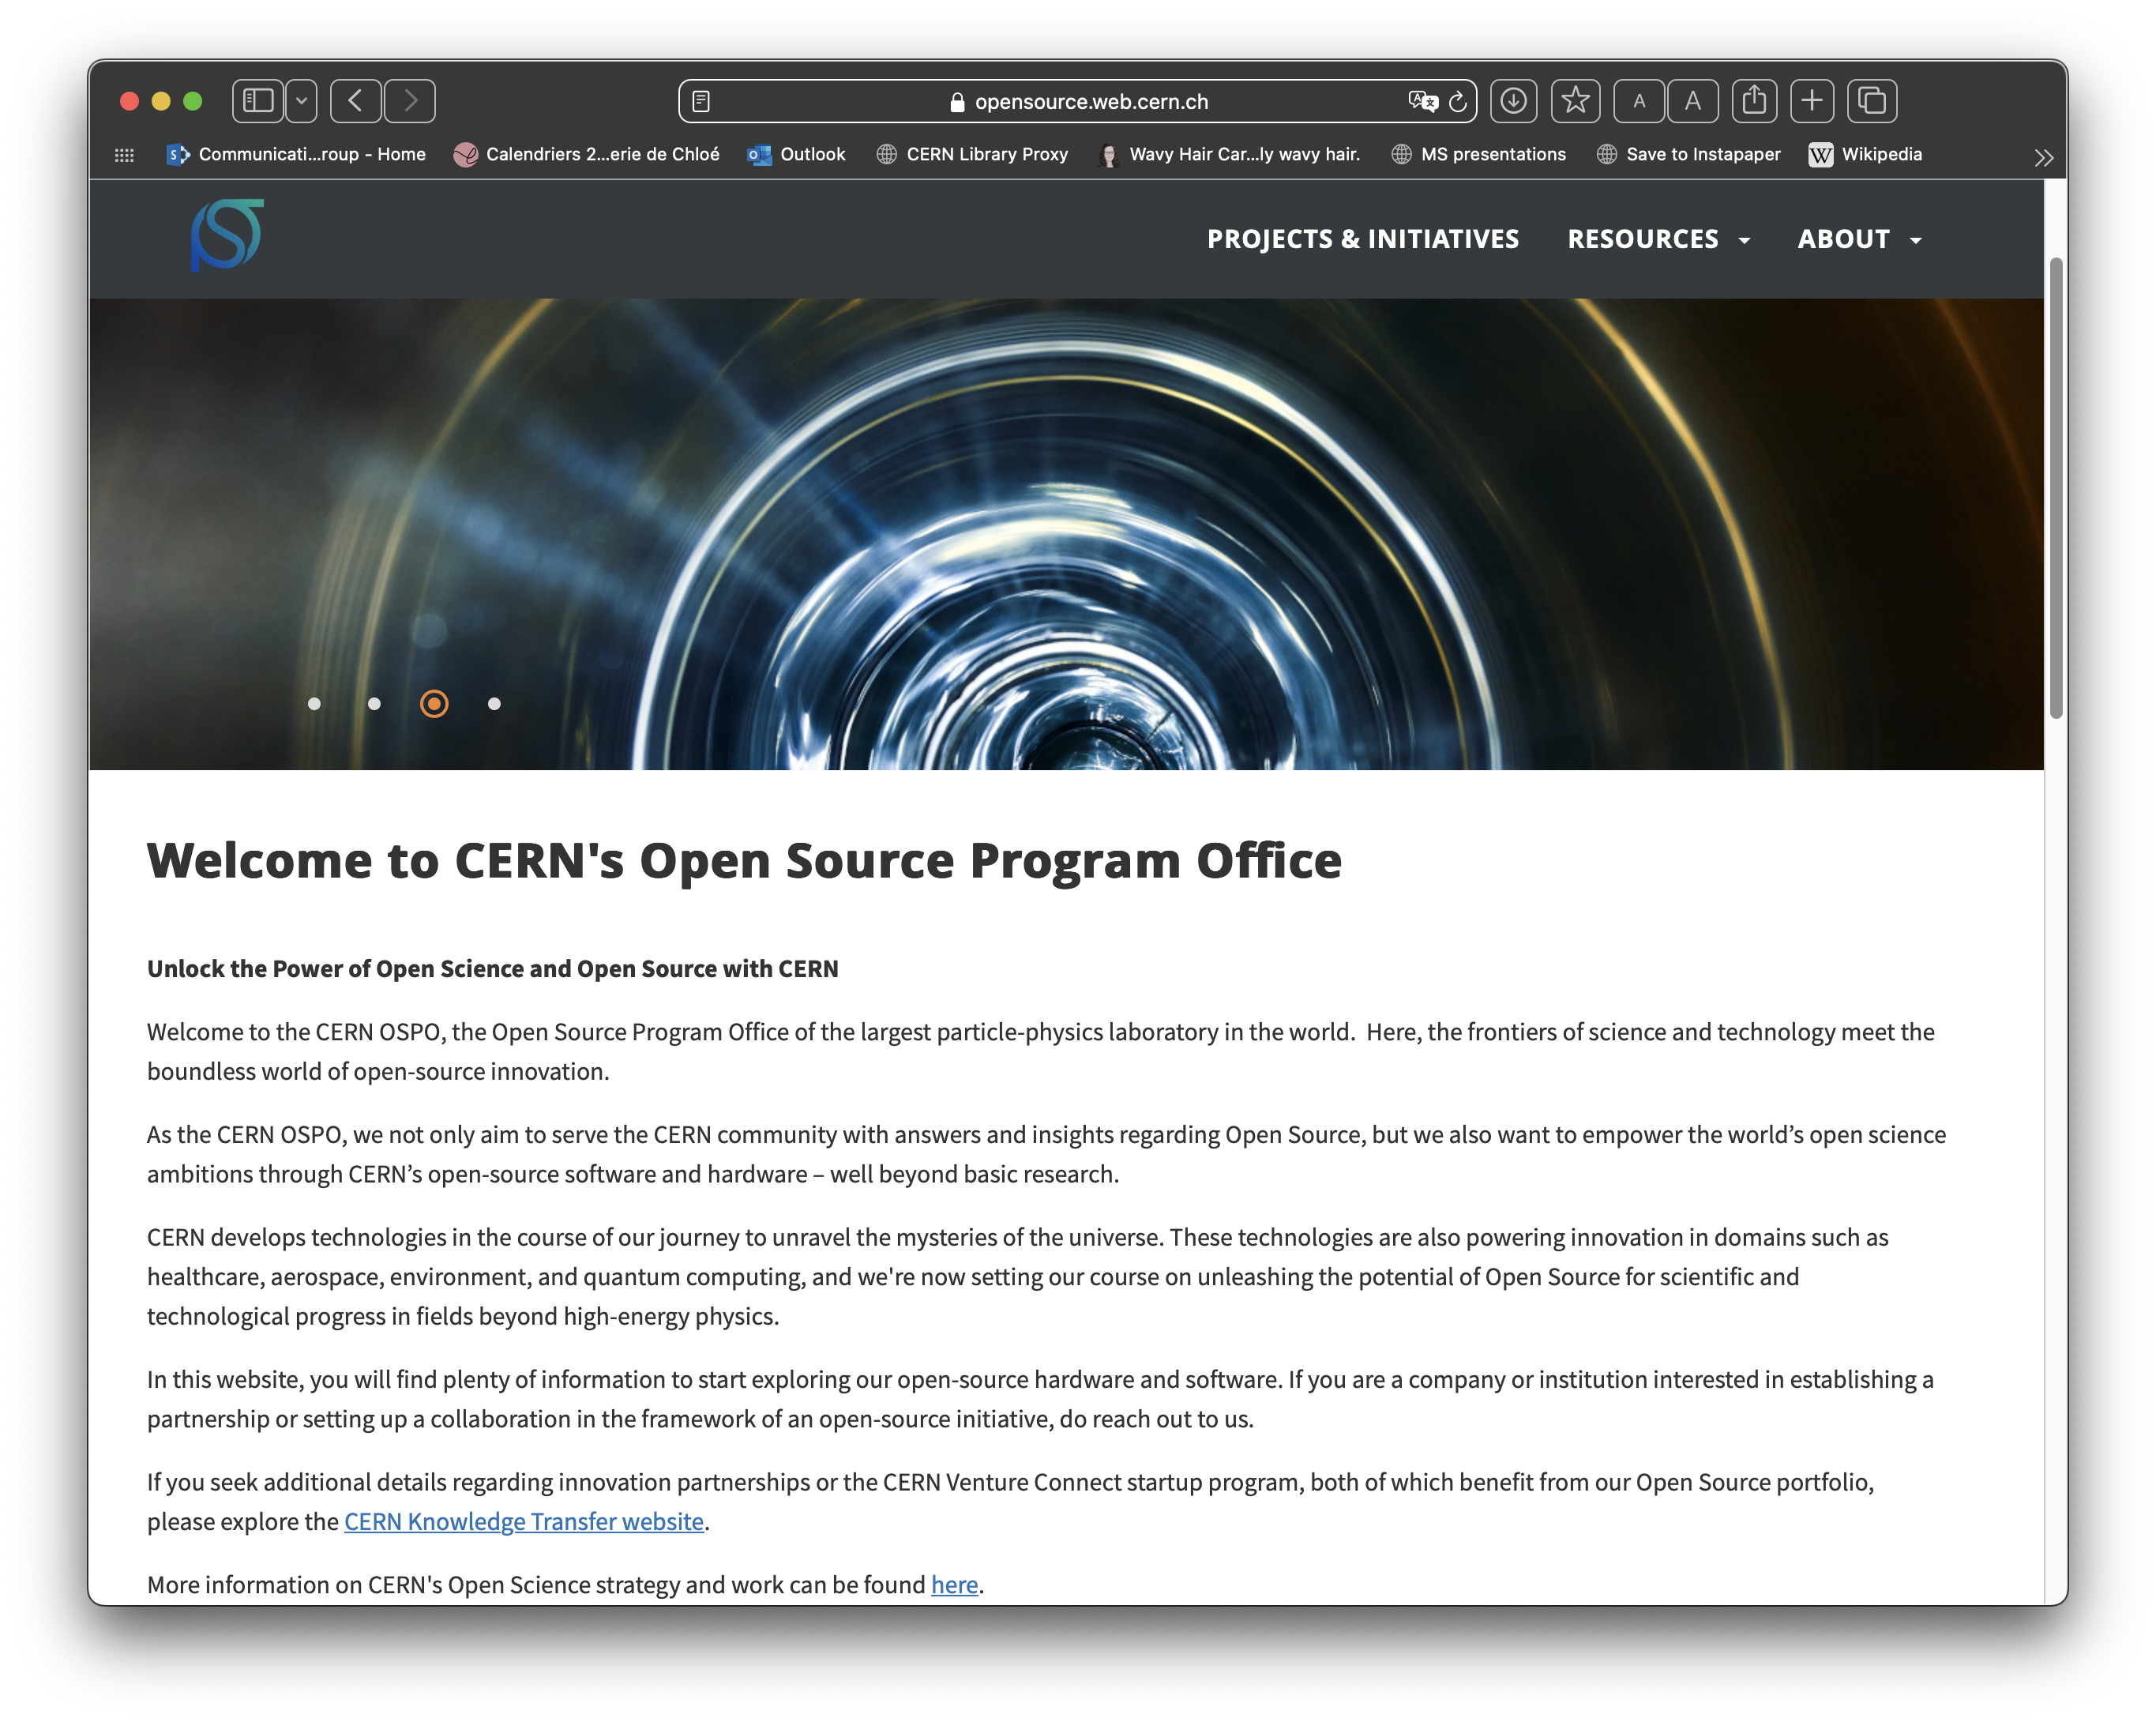 opensource.web.cern.ch
A A
Communicati...roup - Home Calendriers 2...erie de Chloé Outlook CERN Library Proxy Wavy Hair Car...ly wavy hair. MS presentations Save to Instapaper Wikipedia
PROJECTS & INITIATIVES RESOURCES ABOUT
Welcome to CERN's Open Source Program Office
Unlock the Power of Open Science and Open Source with CERN
Welcome to the CERN OSPO, the Open Source Program Office of the largest particle-physics laboratory in the world. Here, the frontiers of science and technology meet the
boundless world of open-source innovation.
As the CERN OSPO, we not only aim to serve the CERN community with answers and insights regarding Open Source, but we also want to empower the world’s open science
ambitions through CERN’s open-source software and hardware – well beyond basic research.
CERN develops technologies in the course of our journey to unravel the mysteries of the universe. These technologies are also powering innovation in domains such as
healthcare, aerospace, environment, and quantum computing, and we're now setting our course on unleashing the potential of Open Source for scientific and
technological progress in fields beyond high-energy physics.
In this website, you will find plenty of information to start exploring our open-source hardware and software. If you are a company or institution interested in establishing a
partnership or setting up a collaboration in the framework of an open-source initiative, do reach out to us.
If you seek additional details regarding innovation partnerships or the CERN Venture Connect startup program, both of which benefit from our Open Source portfolio,
please explore the CERN Knowledge Transfer website.
More information on CERN's Open Science strategy and work can be found here.